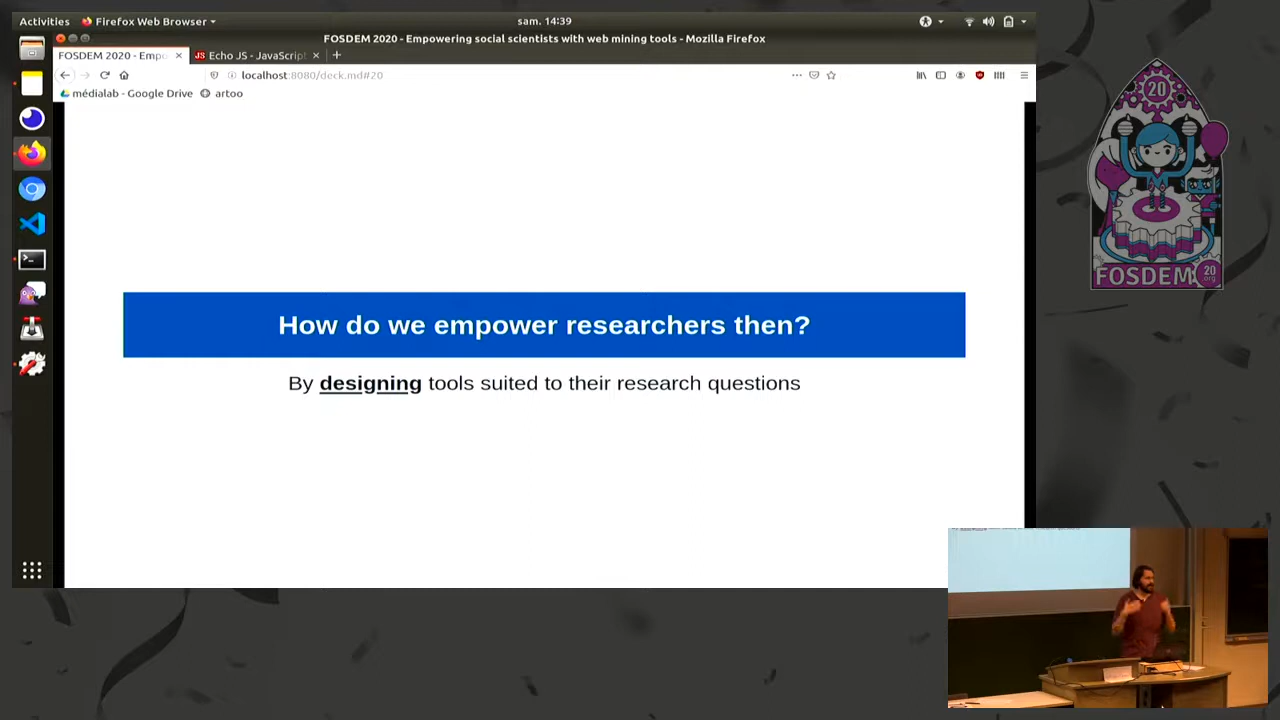 Activities
Firefox Web Browser
sam. 14:39
FOSDEM 2020 - Empowering social scientists with web mining tools - Mozilla Firefox
FOSDEM 2020 - Empo
JS Echo JS - JavaScript
localhost:8080/deck.md#20
médialab - Google Drive
artoo
How do we empower researchers then?
By designing tools suited to their research questions
20
FOSDEM
20
.org